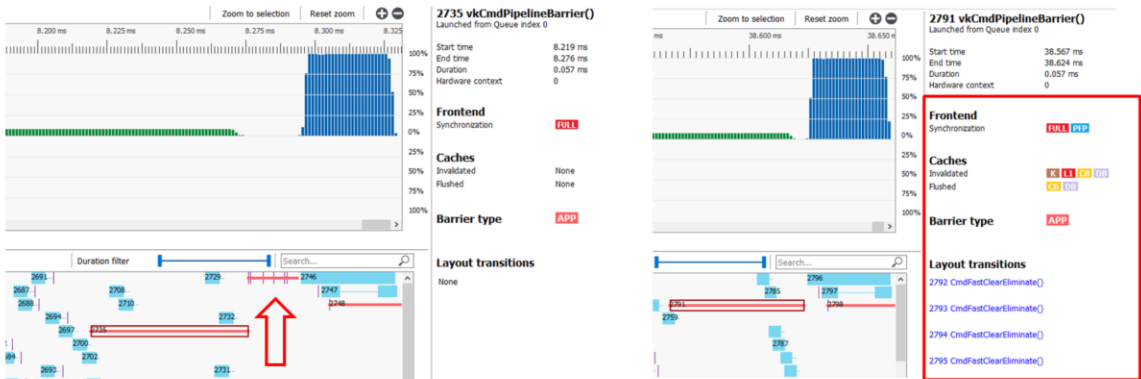 Zoom to selection Reset zoom
8.200 ms 8.225 ms 8.250 ms 8.275 ms 8.300 ms 8.325
100%
75%
50%
25%
0%
25%
50%
75%
100%
Duration filter Search...
2691 2729 2746
2687 2708 2747
2688 2710 2748
2694 2732
2697 2735
2700
684 2702
2693 2731
2735 vkCmdPipelineBarrier()
Launched from Queue index 0
Start time 8.219 ms
End time 8.276 ms
Duration 0.057 ms
Hardware context 0
Frontend
Synchronization FULL
Caches
Invalidated None
Flushed None
Barrier type APP
Layout transitions
None
Zoom to selection Reset zoom
ms 38.600 ms 38.650 m
100%
75%
50%
25%
0%
25%
50%
75%
100%
Search...
2796
2785 2797
2791 2798
2759
2787
2791 vkCmdPipelineBarrier()
Launched from Queue index 0
Start time 38.567 ms
End time 38.624 ms
Duration 0.057 ms
Hardware context 0
Frontend
Synchronization FULL PFP
Caches
Invalidated K L1 CB DB
Flushed CB DB
Barrier type APP
Layout transitions
2792 CmdFastClearEliminate()
2793 CmdFastClearEliminate()
2794 CmdFastClearEliminate()
2795 CmdFastClearEliminate()